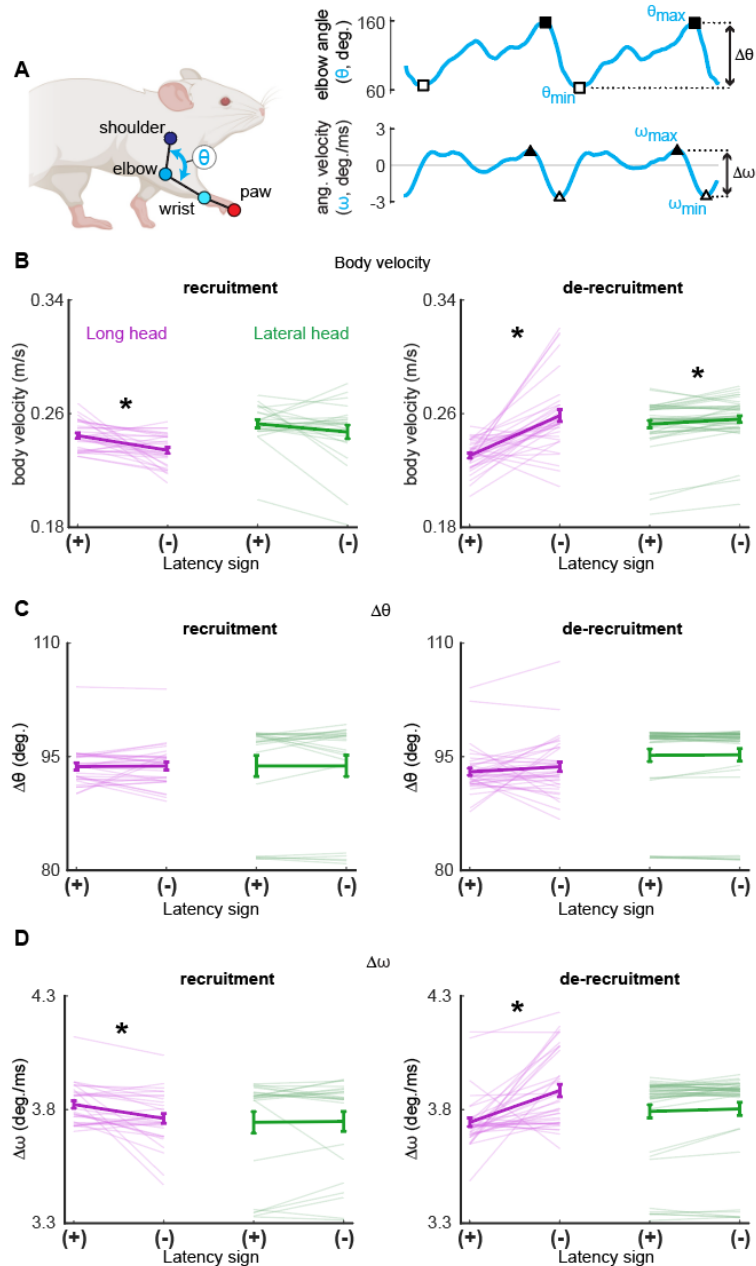 A
shoulder
elbow
θ
wrist
paw
elbow angle
(θ, deg.)
160
60
θmax
θmin
Δθ
ang. velocity
(ω, deg./ms)
3
0
-3
ωmax
ωmin
Δω
B
Body velocity
recruitment
de-recruitment
body velocity (m/s)
0.34
0.26
0.18
Long head
Lateral head
*
(+) (-) (+) (-)
Latency sign
body velocity (m/s)
0.34
0.26
0.18
*
*
(+) (-) (+) (-)
Latency sign
C
Δθ
recruitment
de-recruitment
Δθ (deg.)
110
95
80
(+) (-) (+) (-)
Latency sign
Δθ (deg.)
110
95
80
(+) (-) (+) (-)
Latency sign
D
Δω
recruitment
de-recruitment
Δω (deg./ms)
4.3
3.8
3.3
*
(+) (-) (+) (-)
Latency sign
Δω (deg./ms)
4.3
3.8
3.3
*
(+) (-) (+) (-)
Latency sign